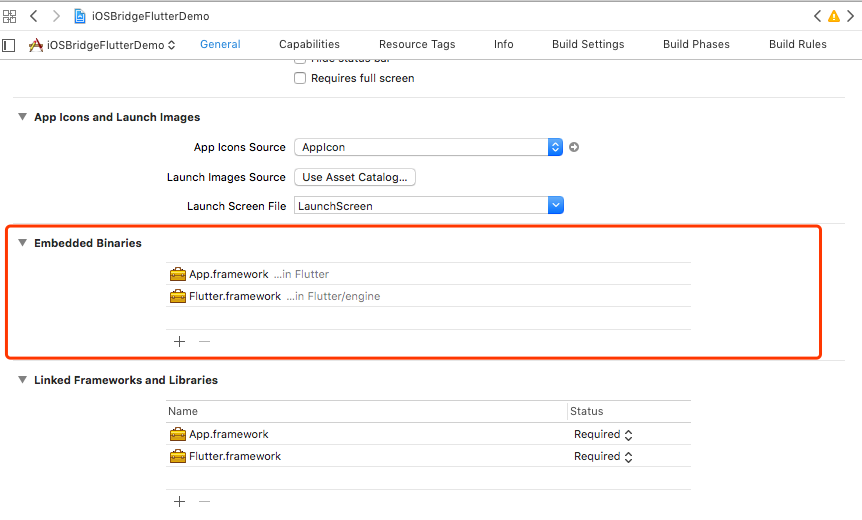 iOSBridgeFlutterDemo
iOSBridgeFlutterDemo General Capabilities Resource Tags Info Build Settings Build Phases Build Rules
Hide status bar
Requires full screen
App Icons and Launch Images
App Icons Source AppIcon
Launch Images Source Use Asset Catalog...
Launch Screen File LaunchScreen
Embedded Binaries
App.framework ...in Flutter
Flutter.framework ...in Flutter/engine
Linked Frameworks and Libraries
Name Status
App.framework Required
Flutter.framework Required